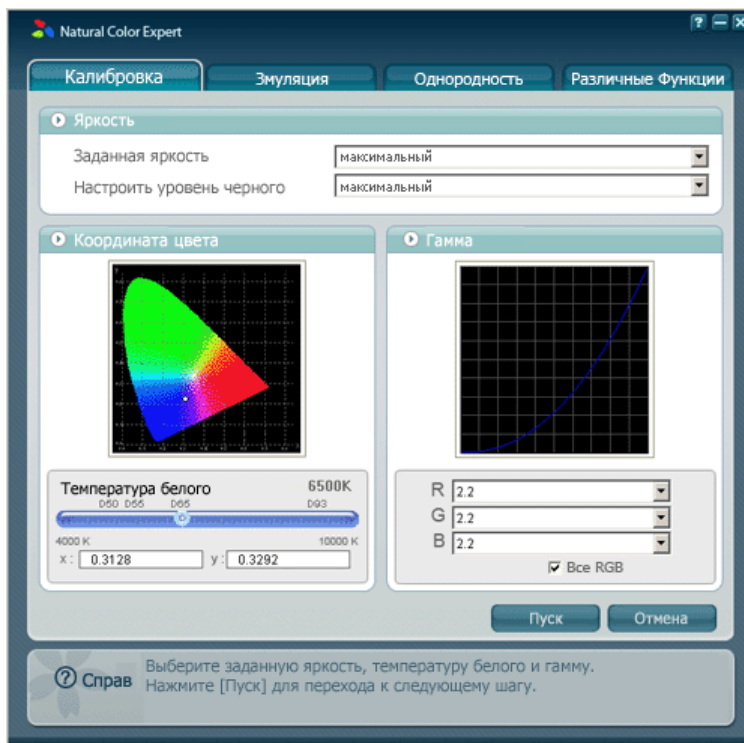 Natural Color Expert
Калибровка Эмуляция Однородность Различные Функции
Яркость
Заданная яркость максимальный
Настроить уровень черного максимальный
Координата цвета
Гамма
Температура белого 6500K
D50 D55 D65 D93
4000 K 10000 K
x : 0.3128 y : 0.3292
R 2.2
G 2.2
B 2.2
Все RGB
Пуск Отмена
? Справ
Выберите заданную яркость, температуру белого и гамму.
Нажмите [Пуск] для перехода к следующему шагу.